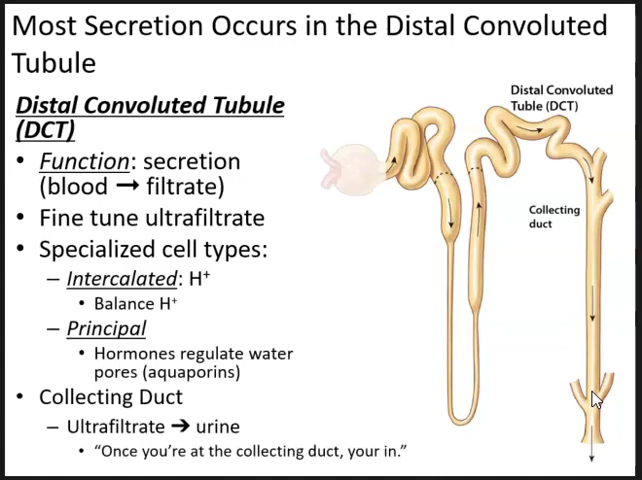 Most Secretion Occurs in the Distal Convoluted
Tubule
Distal Convoluted Tubule
(DCT)
• Function: secretion
(blood ➞ filtrate)
• Fine tune ultrafiltrate
• Specialized cell types:
– Intercalated: H⁺
• Balance H⁺
– Principal
• Hormones regulate water
pores (aquaporins)
• Collecting Duct
– Ultrafiltrate ➔ urine
• “Once you’re at the collecting duct, your in.”
Distal Convoluted
Tuble (DCT)
Collecting
duct